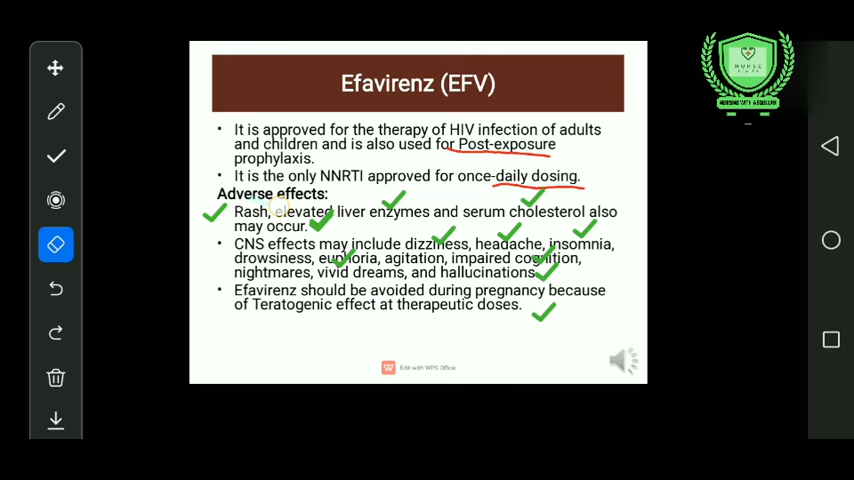 Efavirenz (EFV)
• It is approved for the therapy of HIV infection of adults
and children and is also used for Post-exposure
prophylaxis.
• It is the only NNRTI approved for once-daily dosing.
Adverse effects:
Rash, elevated liver enzymes and serum cholesterol also
may occur.
• CNS effects may include dizziness, headache, insomnia,
drowsiness, euphoria, agitation, impaired cognition,
nightmares, vivid dreams, and hallucinations
• Efavirenz should be avoided during pregnancy because
of Teratogenic effect at therapeutic doses.
Edit with WPS Office
NURSE
NURSING WITH ABDULLAH